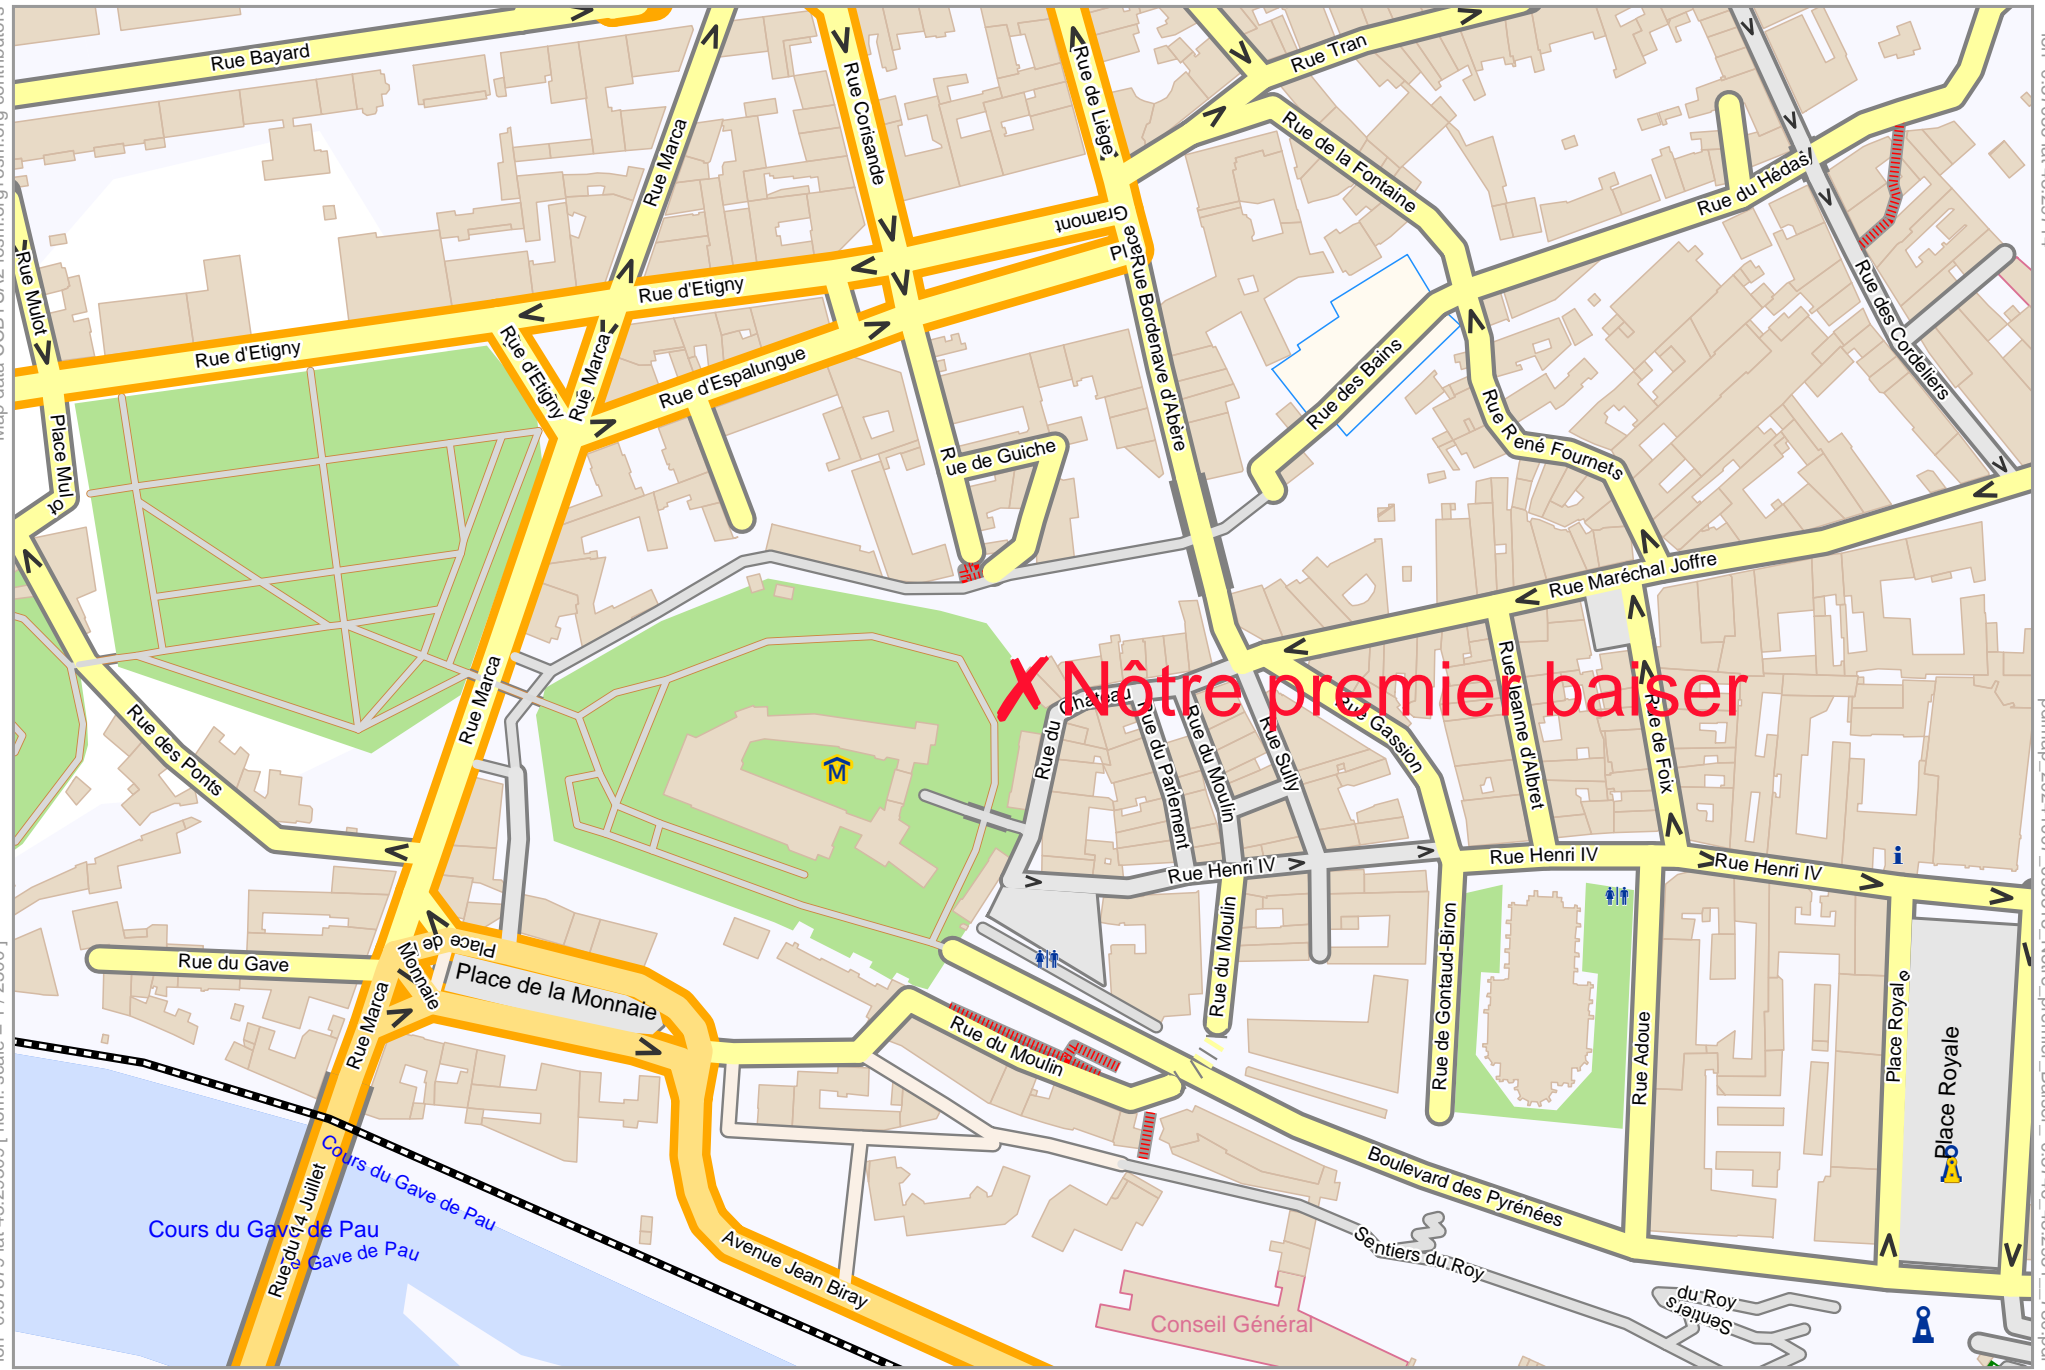 Rue Bayard
Rue Tran
Rue Corisande
Rue de Liège
Rue Marca
Rue de la Fontaine
Rue du Hédas
Rue Mulot
Place Gramont
Rue d'Etigny
Rue d'Etigny
Rue d'Etigny
Rue Marca
Rue d'Espalungue
Rue Bordenave d'Abère
Rue des Bains
Rue des Cordeliers
Place Mulot
Rue de Guiche
Rue René Fournets
Rue Maréchal Joffre
✗Nôtre premier baiser
Rue Marca
Rue du Chateau
Rue du Parlement
Rue du Moulin
Rue Sully
Rue Gassion
Rue Jeanne d'Albret
Rue de Foix
Rue des Ponts
M
Rue Henri IV
Rue Henri IV
Rue Henri IV
i
Rue du Gave
Place de Monnaie
Place de la Monnaie
Rue Marca
Rue du Moulin
Rue du Moulin
Rue de Gontaud-Biron
Rue Adoue
Place Royale
Place Royale
Boulevard des Pyrénées
Cours du Gave de Pau
Cours du Gave de Pau
Gave de Pau
Rue du 14 Juillet
Avenue Jean Biray
Sentiers du Roy
Sentiers du Roy
Conseil Général